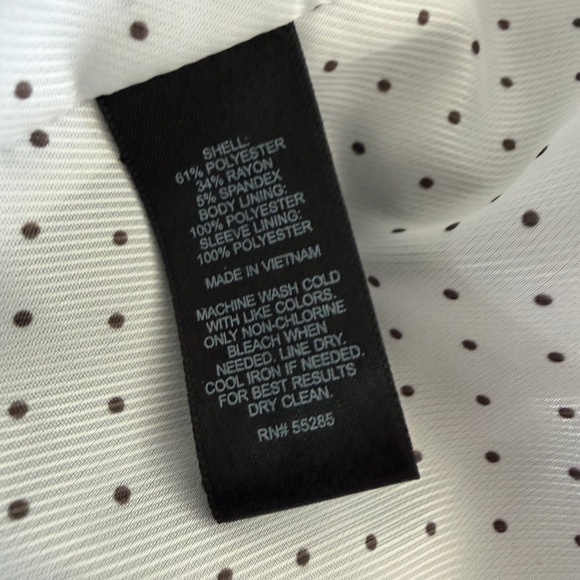 SHELL:
61% POLYESTER
34% RAYON
5% SPANDEX
BODY LINING:
100% POLYESTER
SLEEVE LINING:
100% POLYESTER
MADE IN VIETNAM
MACHINE WASH COLD
WITH LIKE COLORS.
ONLY NON-CHLORINE
BLEACH WHEN
NEEDED. LINE DRY.
COOL IRON IF NEEDED.
FOR BEST RESULTS
DRY CLEAN.
RN# 55285